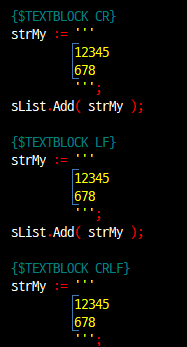 {$TEXTBLOCK CR}
strMy := '''
12345
678
''';
sList.Add( strMy );
{$TEXTBLOCK LF}
strMy := '''
12345
678
''';
sList.Add( strMy );
{$TEXTBLOCK CRLF}
strMy := '''
12345
678
''';